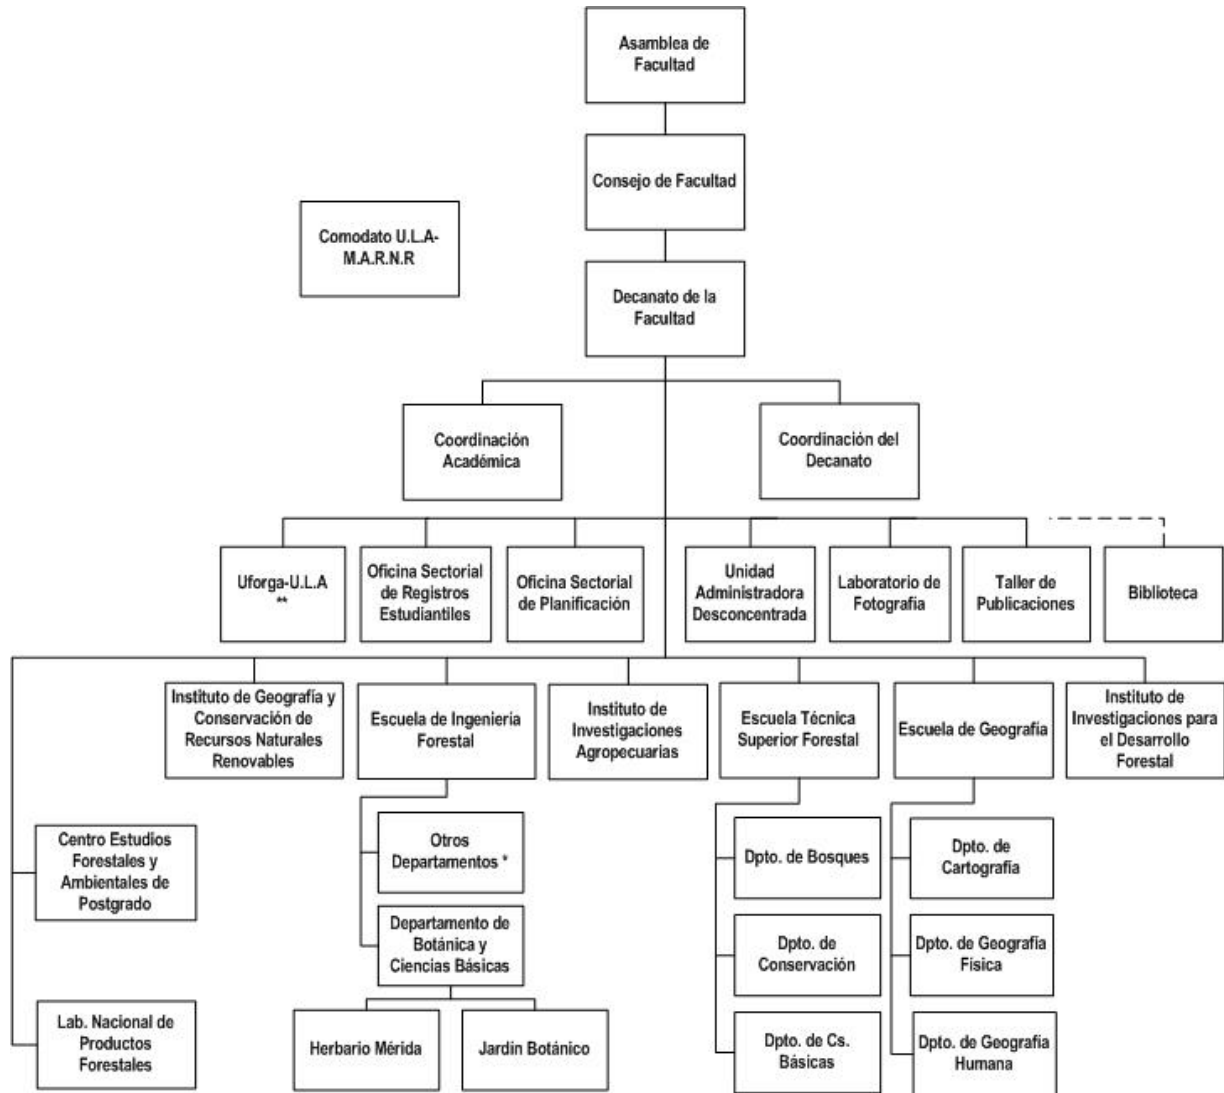 Asamblea de
Facultad
Consejo de Facultad
Comodato U.L.A-
M.A.R.N.R
Decanato de la
Facultad
Coordinación
Académica
Coordinación del
Decanato
Uforga-U.L.A
**
Oficina Sectorial
de Registros
Estudiantiles
Oficina Sectorial
de Planificación
Unidad
Administradora
Desconcentrada
Laboratorio de
Fotografía
Taller de
Publicaciones
Biblioteca
Instituto de Geografía y
Conservación de
Recursos Naturales
Renovables
Escuela de Ingeniería
Forestal
Instituto de
Investigaciones
Agropecuarias
Escuela Técnica
Superior Forestal
Escuela de Geografía
Instituto de
Investigaciones para
el Desarrollo
Forestal
Centro Estudios
Forestales y
Ambientales de
Postgrado
Otros
Departamentos *
Dpto. de Bosques
Dpto. de
Cartografía
Departamento de
Botánica y
Ciencias Básicas
Dpto. de
Conservación
Dpto. de Geografía
Física
Lab. Nacional de
Productos
Forestales
Herbario Mérida
Jardín Botánico
Dpto. de Cs.
Básicas
Dpto. de Geografía
Humana